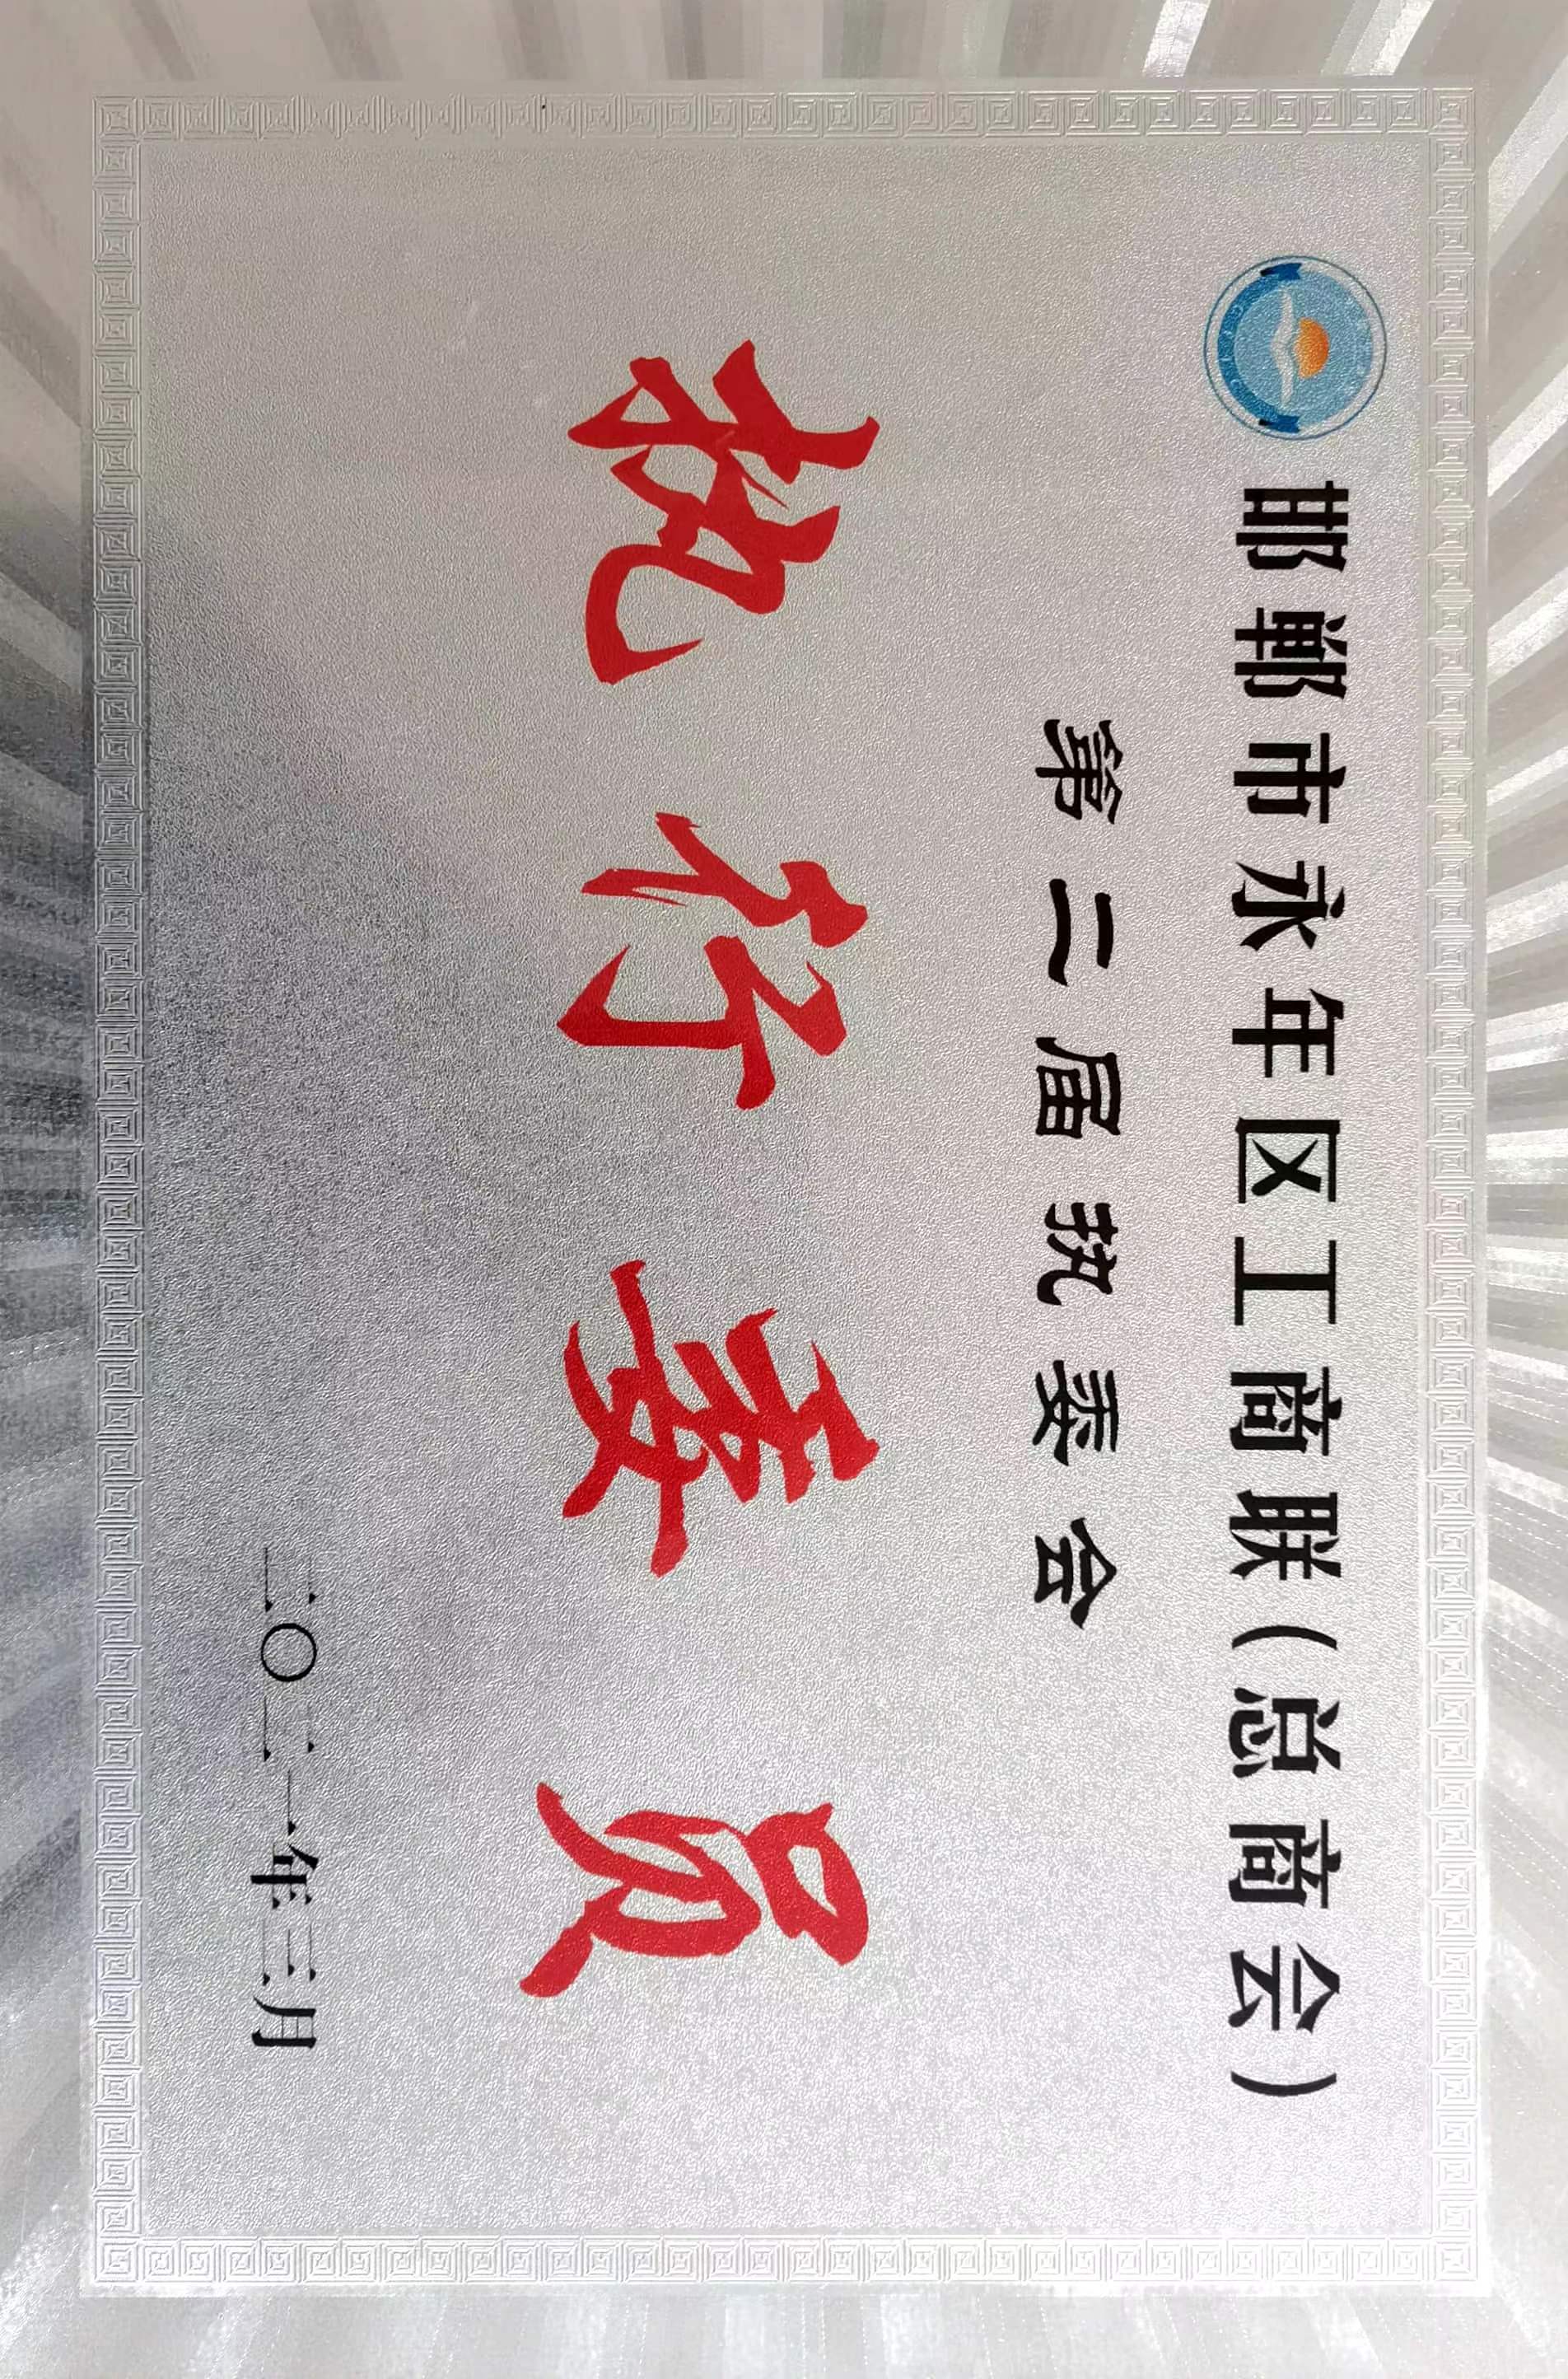 邯郸市永年区工商联(总商会)
第二届执委会
执行委员
二〇二一年三月